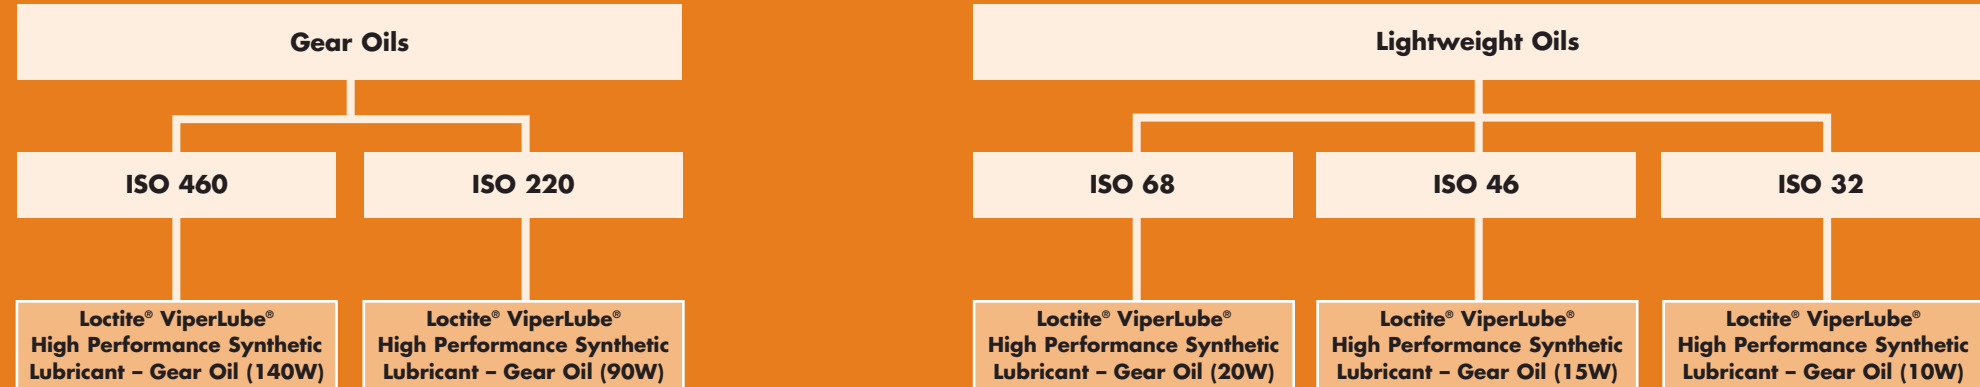 Gear Oils
Lightweight Oils
ISO 460
ISO 220
ISO 68
ISO 46
ISO 32
Loctite® ViperLube®
High Performance Synthetic
Lubricant – Gear Oil (140W)
Loctite® ViperLube®
High Performance Synthetic
Lubricant – Gear Oil (90W)
Loctite® ViperLube®
High Performance Synthetic
Lubricant – Gear Oil (20W)
Loctite® ViperLube®
High Performance Synthetic
Lubricant – Gear Oil (15W)
Loctite® ViperLube®
High Performance Synthetic
Lubricant – Gear Oil (10W)